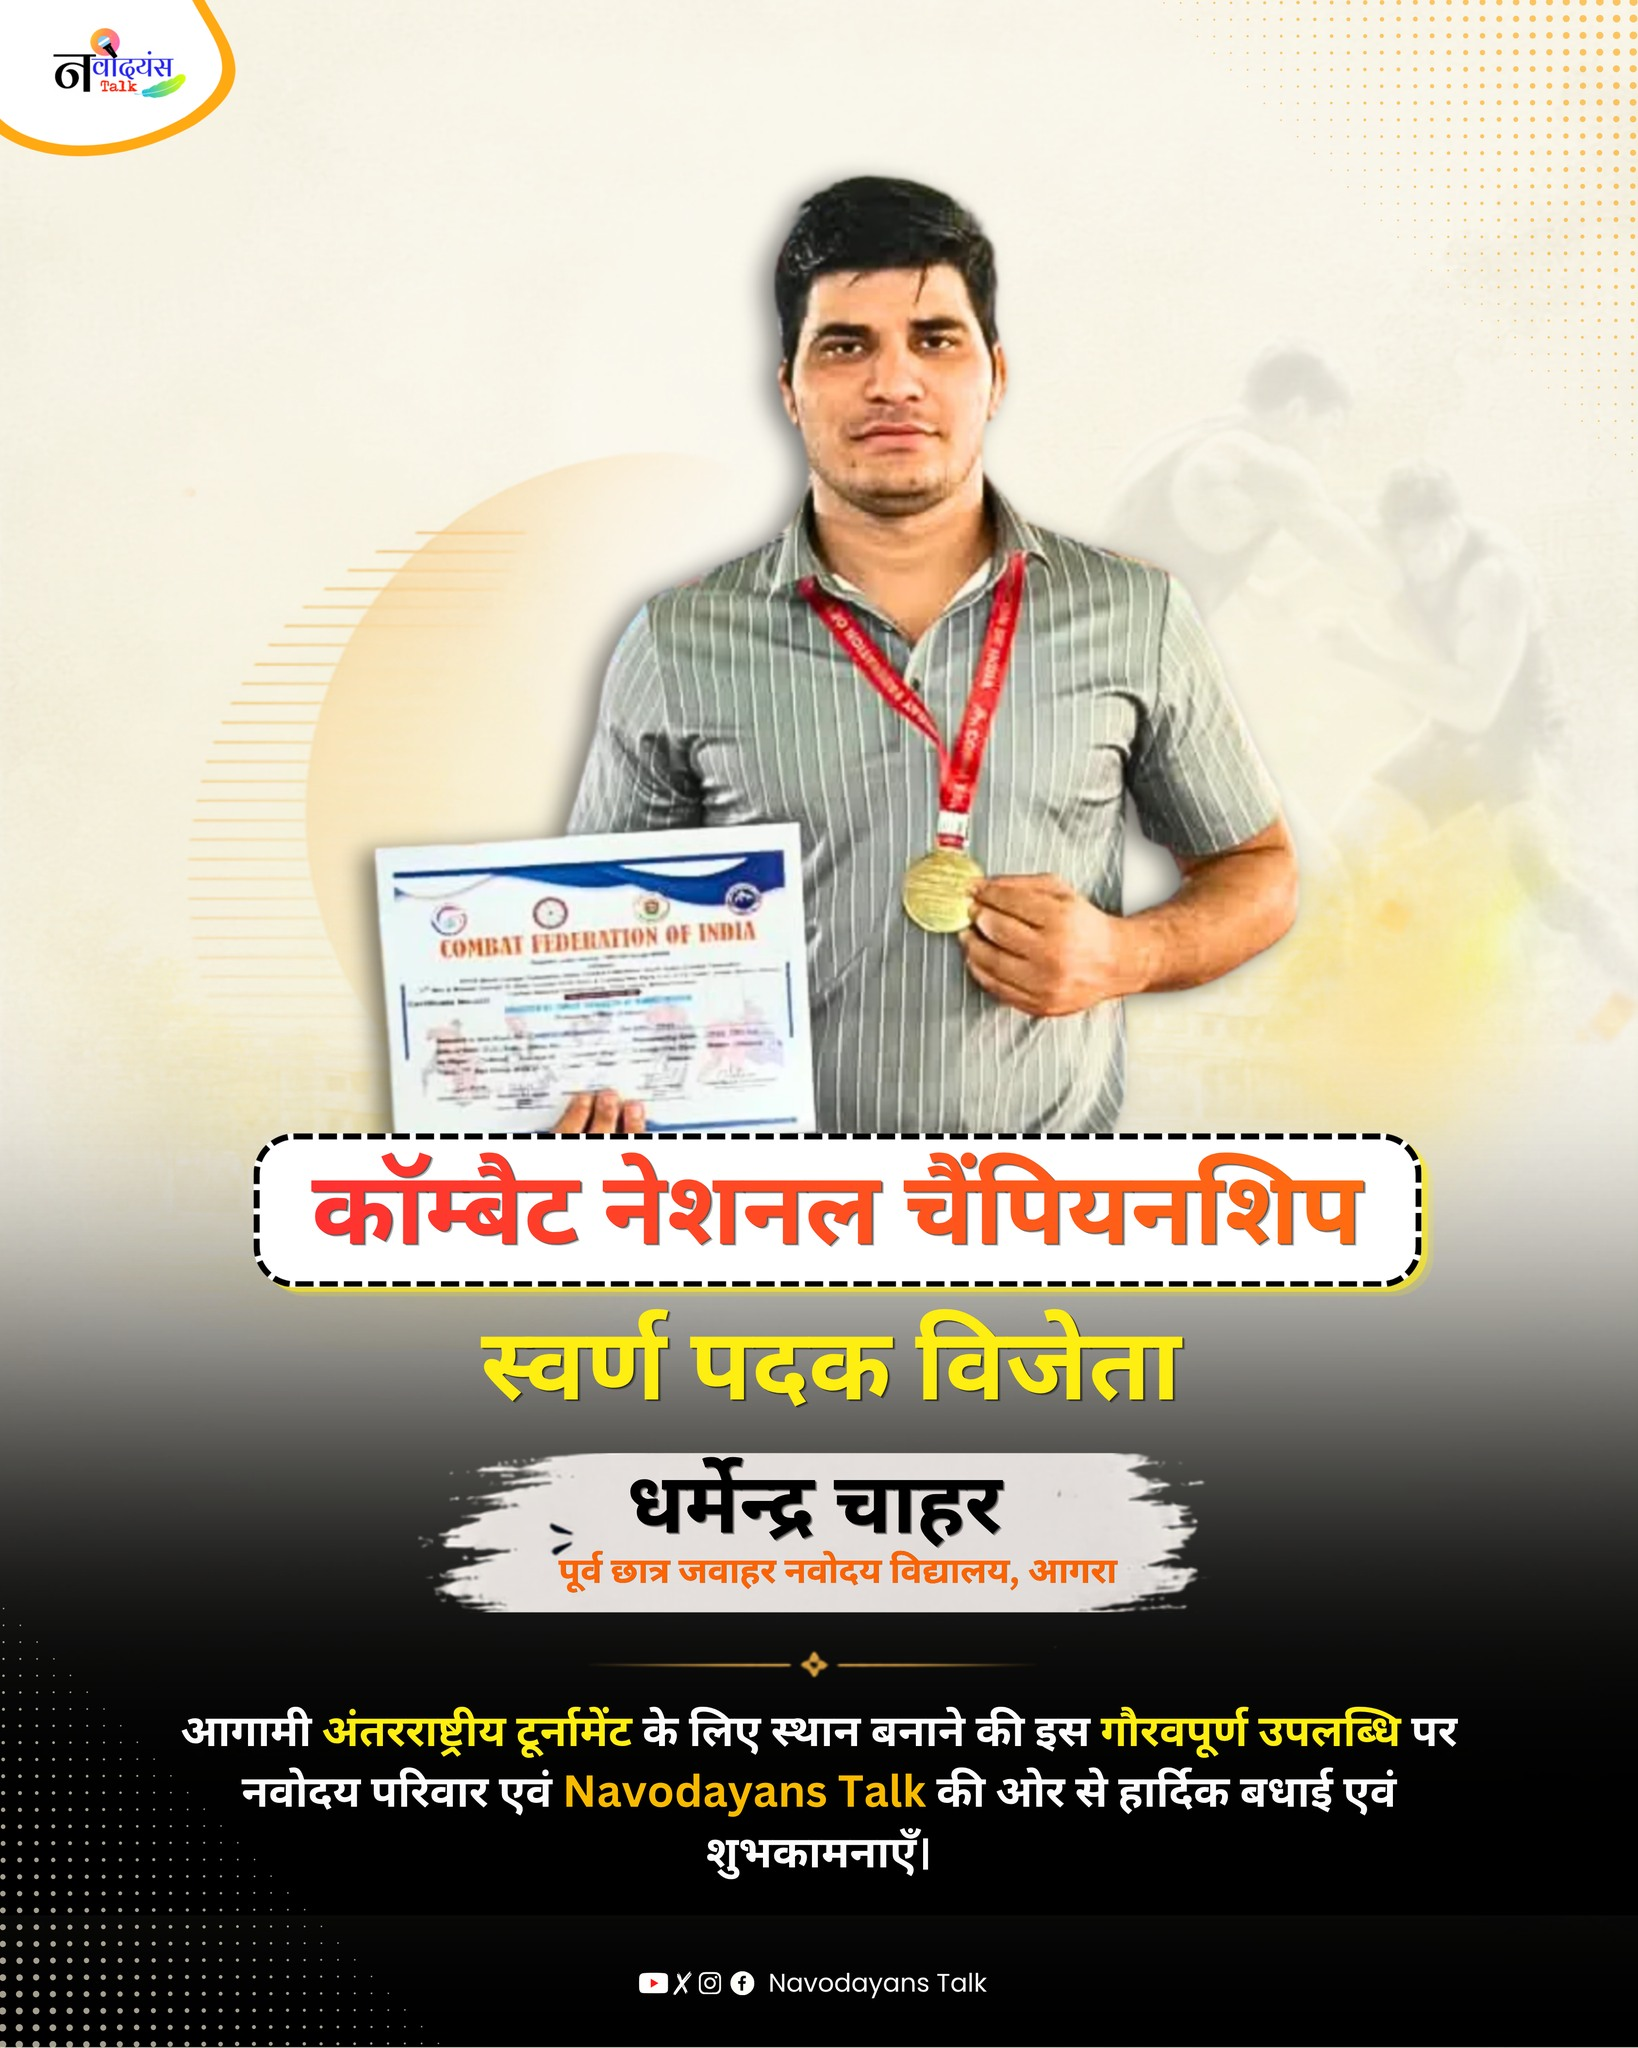 नवोदयंस
Talk
COMBAT FEDERATION OF INDIA
कॉम्बैट नेशनल चैंपियनशिप
स्वर्ण पदक विजेता
धर्मेन्द्र चाहर
पूर्व छात्र जवाहर नवोदय विद्यालय, आगरा
आगामी अंतरराष्ट्रीय टूर्नामेंट के लिए स्थान बनाने की इस गौरवपूर्ण उपलब्धि पर
नवोदय परिवार एवं Navodayans Talk की ओर से हार्दिक बधाई एवं
शुभकामनाएँ।
Navodayans Talk